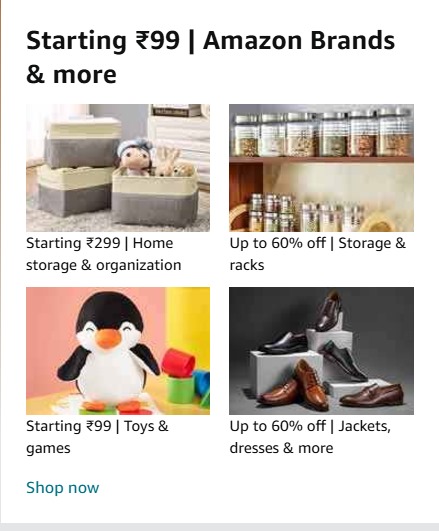 Starting ₹99 | Amazon Brands
& more
Starting ₹299 | Home
storage & organization
Up to 60% off | Storage &
racks
Starting ₹99 | Toys &
games
Up to 60% off | Jackets,
dresses & more
Shop now